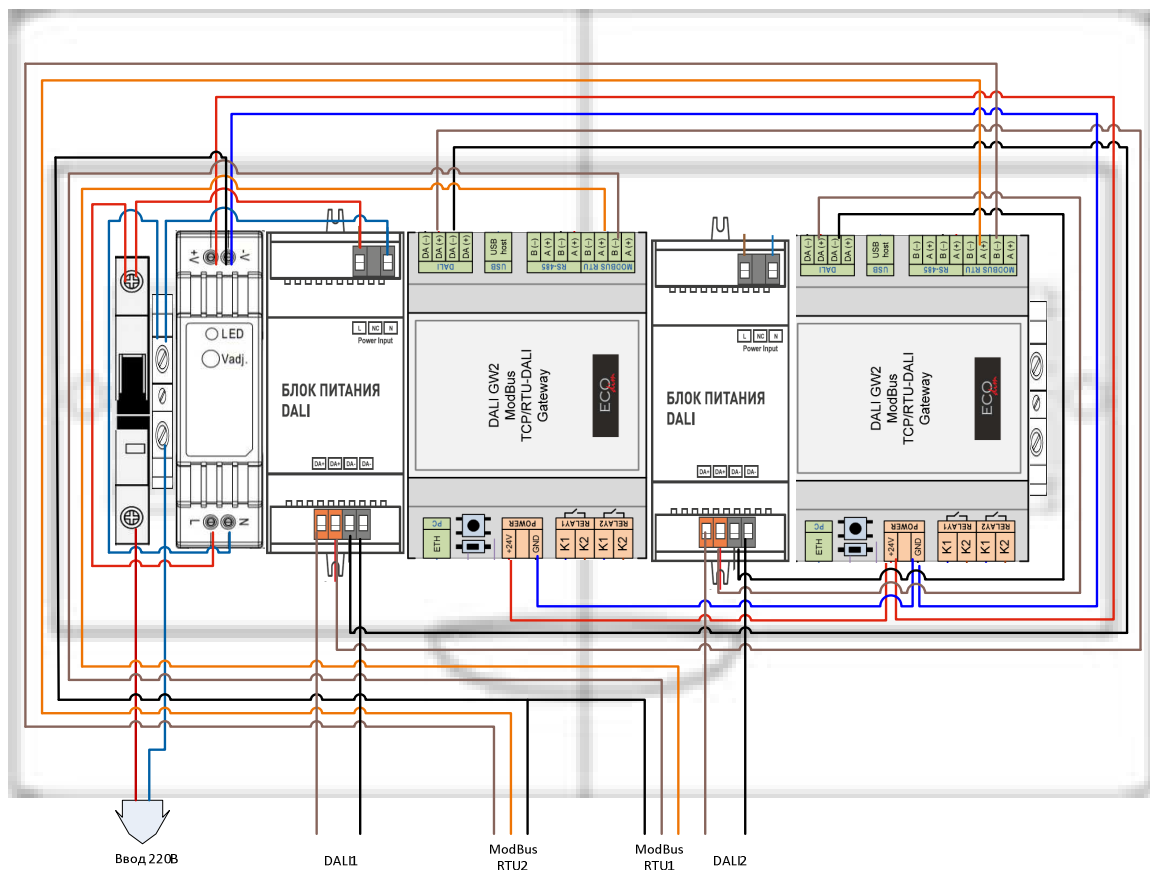 +V
-V
LED
Vadj.
L
N
L
NC
N
Power Input
БЛОК ПИТАНИЯ
DALI
DA+
DA+
DA-
DA-
DA (-)
DA (+)
DA (-)
DA (+)
DALI
USB
host
USB
B (-)
A (+)
B (-)
A (+)
B (-)
A (+)
B (-)
A (+)
RS-485
MODBUS RTU
DALI GW2
ModBus
TCP/RTU-DALI
Gateway
ECO
PC
ETH
POWER
+24V
GND
RELAY1
K1
K2
RELAY2
K1
K2
L
NC
N
Power Input
БЛОК ПИТАНИЯ
DALI
DA+
DA+
DA-
DA-
DA (-)
DA (+)
DA (-)
DA (+)
DALI
USB
host
USB
B (-)
A (+)
B (-)
A (+)
B (-)
A (+)
B (-)
A (+)
RS-485
MODBUS RTU
DALI GW2
ModBus
TCP/RTU-DALI
Gateway
ECO
PC
ETH
POWER
+24V
GND
RELAY1
K1
K2
RELAY2
K1
K2
Ввод 220В
DALI1
ModBus
RTU2
ModBus
RTU1
DALI2